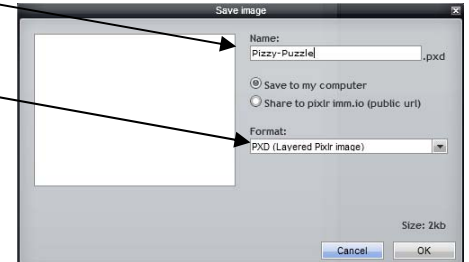 Save image
Name:
Pizzy-Puzzle
.pxd
Save to my computer
Share to pixlr imm.io (public url)
Format:
PXD (Layered Pixlr image)
Size: 2kb
Cancel
OK